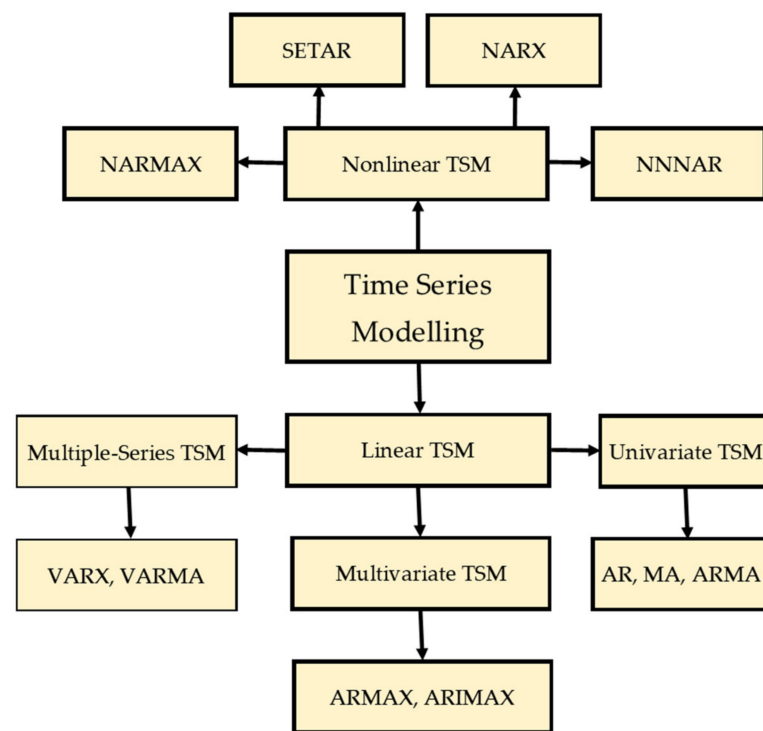 SETAR
NARX
NARMAX
Nonlinear TSM
NNNAR
Time Series
Modelling
Multiple-Series TSM
Linear TSM
Univariate TSM
VARX, VARMA
Multivariate TSM
AR, MA, ARMA
ARMAX, ARIMAX